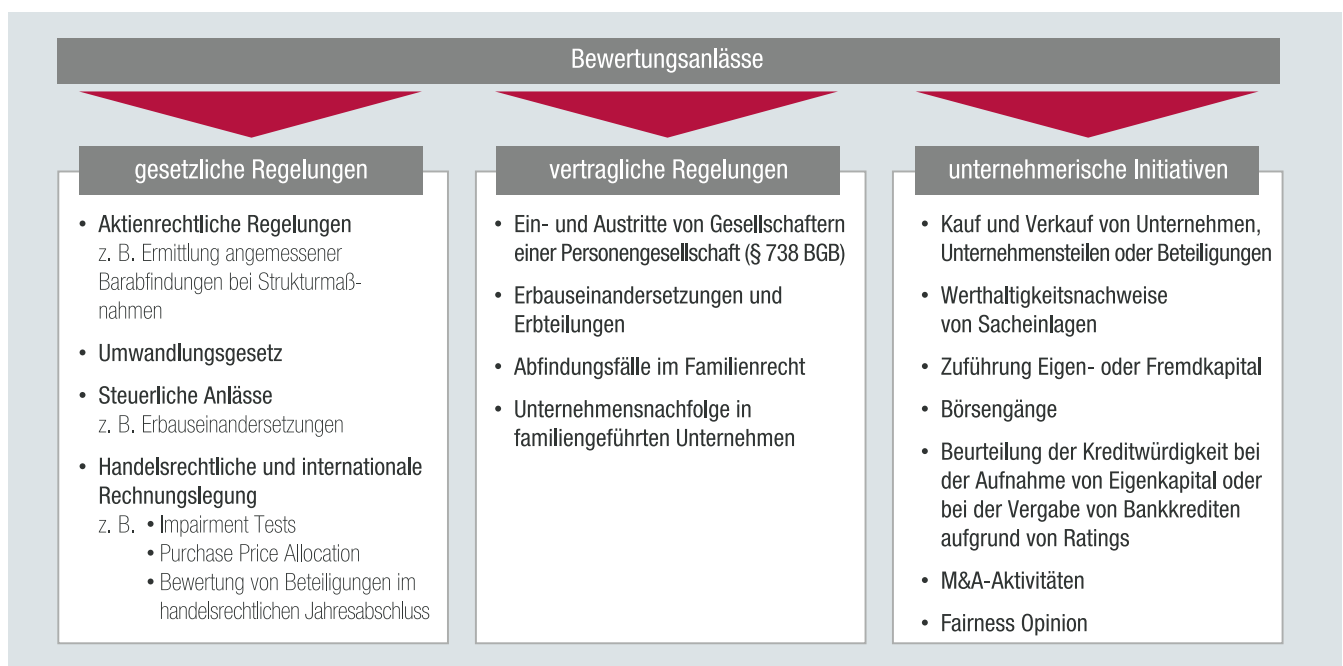 Bewertungsanlässe
gesetzliche Regelungen
• Aktienrechtliche Regelungen
z. B. Ermittlung angemessener
Barabfindungen bei Strukturmaß-
nahmen
• Umwandlungsgesetz
• Steuerliche Anlässe
z. B. Erbauseinandersetzungen
• Handelsrechtliche und internationale
Rechnungslegung
z. B. • Impairment Tests
• Purchase Price Allocation
• Bewertung von Beteiligungen im
handelsrechtlichen Jahresabschluss
vertragliche Regelungen
• Ein- und Austritte von Gesellschaftern
einer Personengesellschaft (§ 738 BGB)
• Erbauseinandersetzungen und
Erbteilungen
• Abfindungsfälle im Familienrecht
• Unternehmensnachfolge in
familiengeführten Unternehmen
unternehmerische Initiativen
• Kauf und Verkauf von Unternehmen,
Unternehmensteilen oder Beteiligungen
• Werthaltigkeitsnachweise
von Sacheinlagen
• Zuführung Eigen- oder Fremdkapital
• Börsengänge
• Beurteilung der Kreditwürdigkeit bei
der Aufnahme von Eigenkapital oder
bei der Vergabe von Bankkrediten
aufgrund von Ratings
• M&A-Aktivitäten
• Fairness Opinion